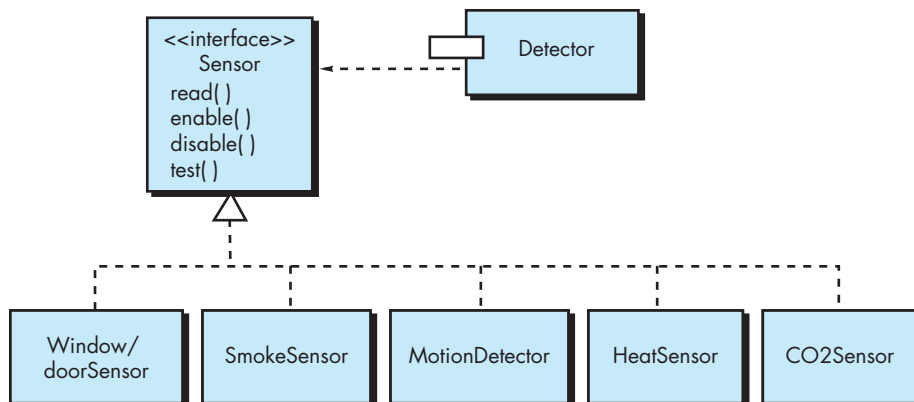 <<interface>>
Sensor
read( )
enable( )
disable( )
test( )
Detector
Window/
doorSensor
SmokeSensor
MotionDetector
HeatSensor
CO2Sensor